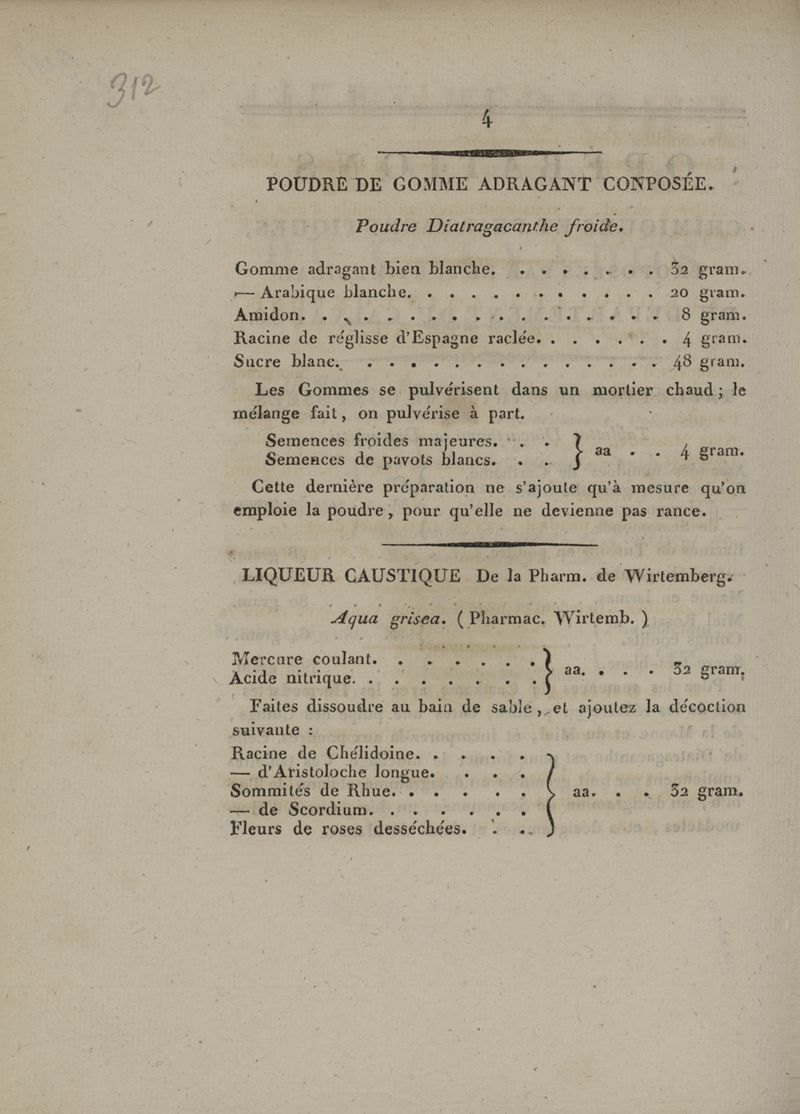 312
4
POUDRE DE GOMME ADRAGANT CONPOSÉE.
Poudre Diatragacanthe froide.
Gomme adragant bien blanche. . . . . . . . 32 gram.
— Arabique blanche. . . . . . . . . . . . 20 gram.
Amidon. . . . . . . . . . . . . . . . . 8 gram.
Racine de réglisse d'Espagne raclée. . . . . . . 4 gram.
Sucre blanc. . . . . . . . . . . . . . . 48 gram.
Les Gommes se pulvérisent dans un mortier chaud; le
mélange fait, on pulvérise à part.
Semences froides majeures. . . } aa . . 4 gram.
Semences de pavots blancs. . . }
Cette dernière préparation ne s'ajoute qu'à mesure qu'on
emploie la poudre, pour qu'elle ne devienne pas rance.
LIQUEUR CAUSTIQUE De la Pharm. de Wirtemberg.
Aqua grisea. ( Pharmac. Wirtemb. )
Mercure coulant. . . . . . . } aa. . . . 32 gram.
Acide nitrique. . . . . . . . }
Faites dissoudre au bain de sable, et ajoutez la décoction
suivante :
Racine de Chélidoine. . . . . }
— d'Aristoloche longue. . . . }
Sommités de Rhue. . . . . . } aa. . . 32 gram.
— de Scordium. . . . . . . }
Fleurs de roses desséchées. . . }